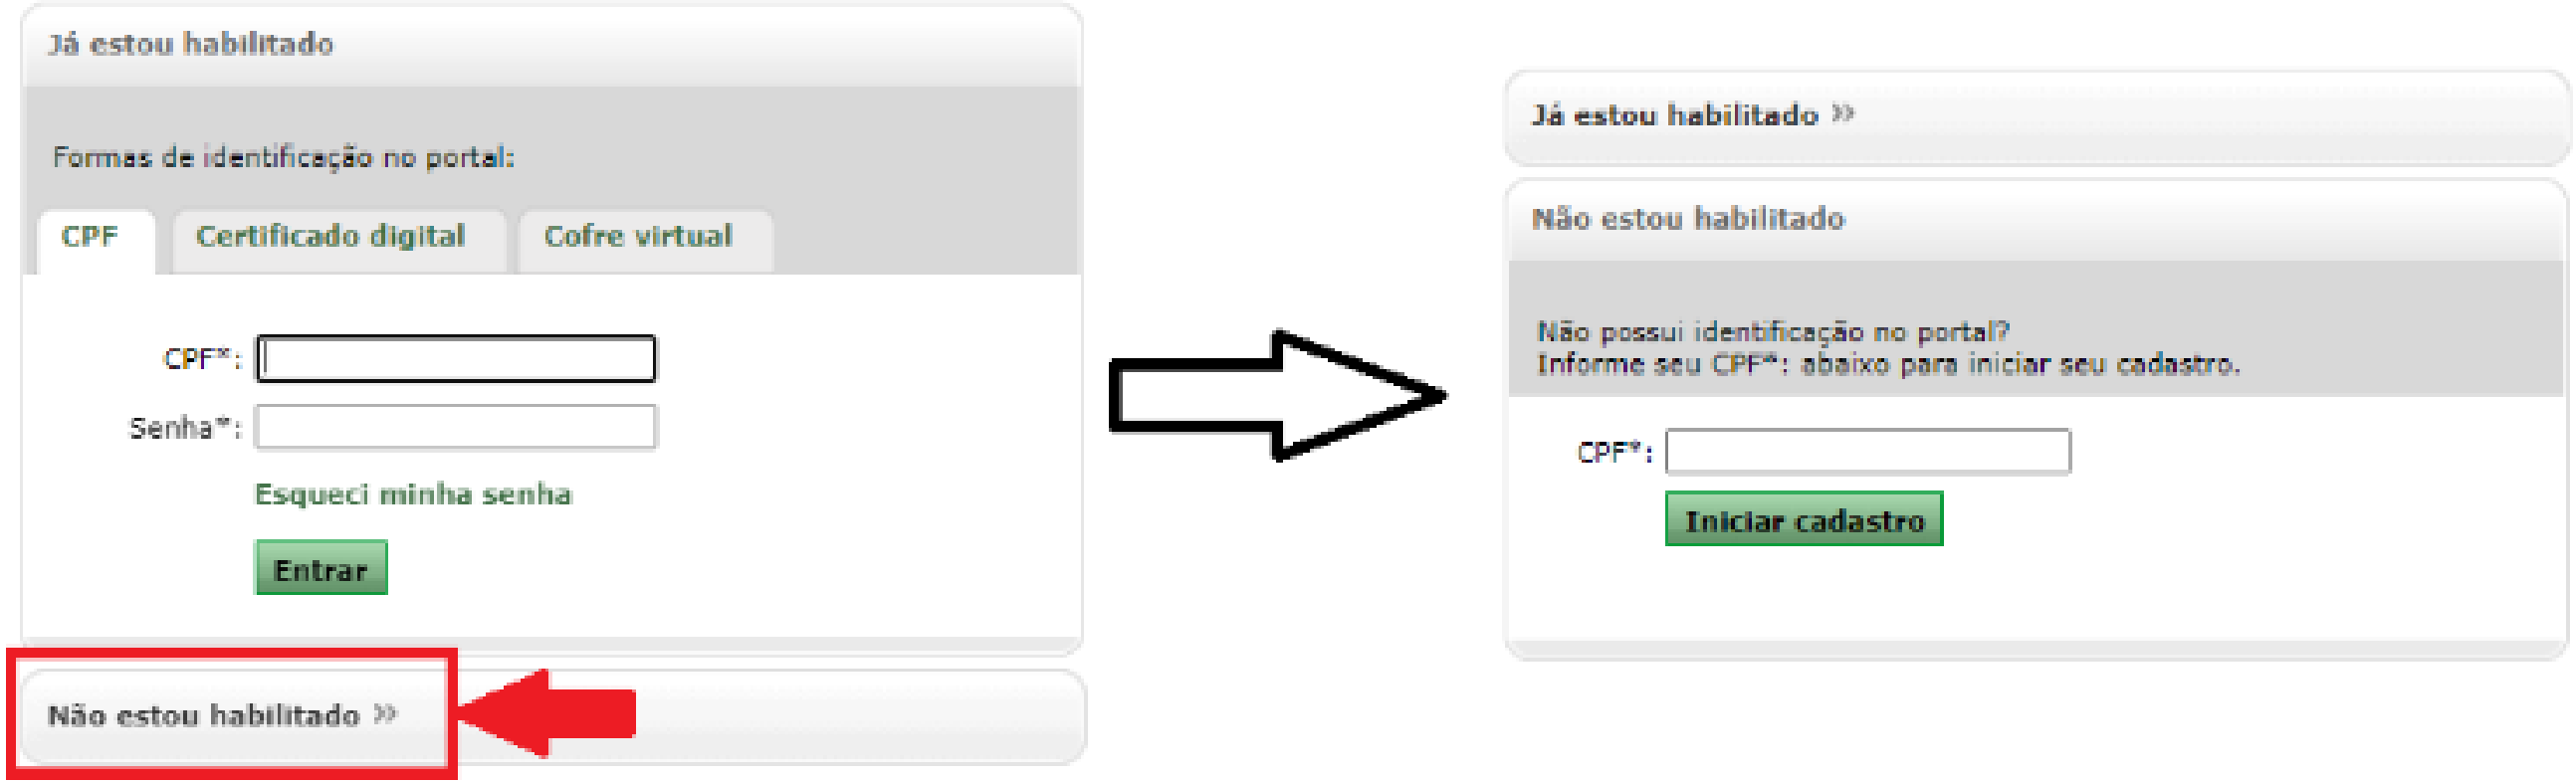 Já estou habilitado
Formas de identificação no portal:
CPF Certificado digital Cofre virtual
CPF*:
Senha*:
Esqueci minha senha
Entrar
Não estou habilitado »
Já estou habilitado »
Não estou habilitado
Não possui identificação no portal?
Informe seu CPF*: abaixo para iniciar seu cadastro.
CPF*:
Iniciar cadastro